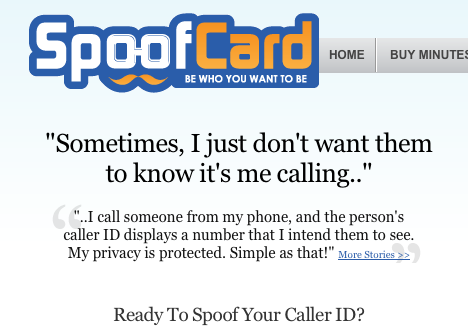 SpoofCard
BE WHO YOU WANT TO BE
HOME
BUY MINUTES
"Sometimes, I just don't want them
to know it's me calling.."
"..I call someone from my phone, and the person's
caller ID displays a number that I intend them to see.
My privacy is protected. Simple as that!" More Stories >>
Ready To Spoof Your Caller ID?